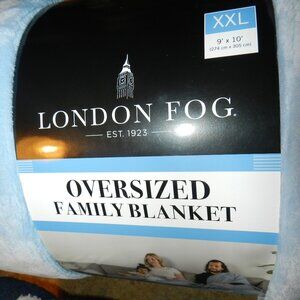 XXL
9' x 10'
(274 cm x 305 cm)
LONDON FOG.
EST. 1923
OVERSIZED
FAMILY BLANKET